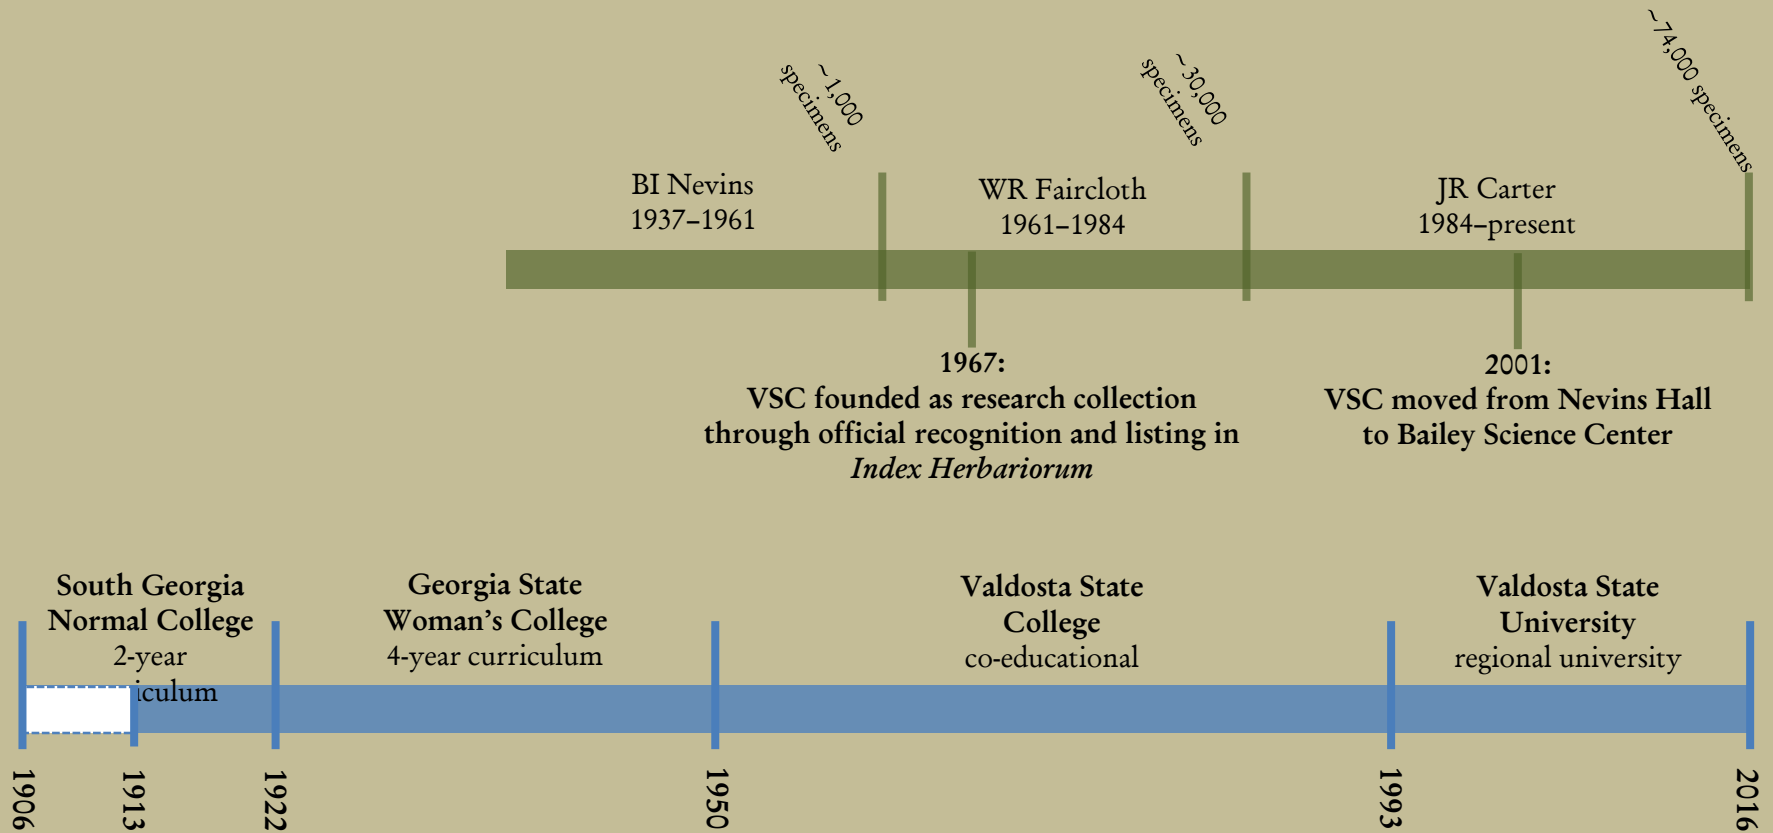 ~1,000
specimens
~30,000
specimens
~74,000 specimens
BI Nevins
1937–1961
WR Faircloth
1961–1984
JR Carter
1984–present
1967:
VSC founded as research collection
through official recognition and listing in
Index Herbariorum
2001:
VSC moved from Nevins Hall
to Bailey Science Center
South Georgia
Normal College
2-year
iculum
Georgia State
Woman’s College
4-year curriculum
Valdosta State
College
co-educational
Valdosta State
University
regional university
1906
1913
1922
1950
1993
2016